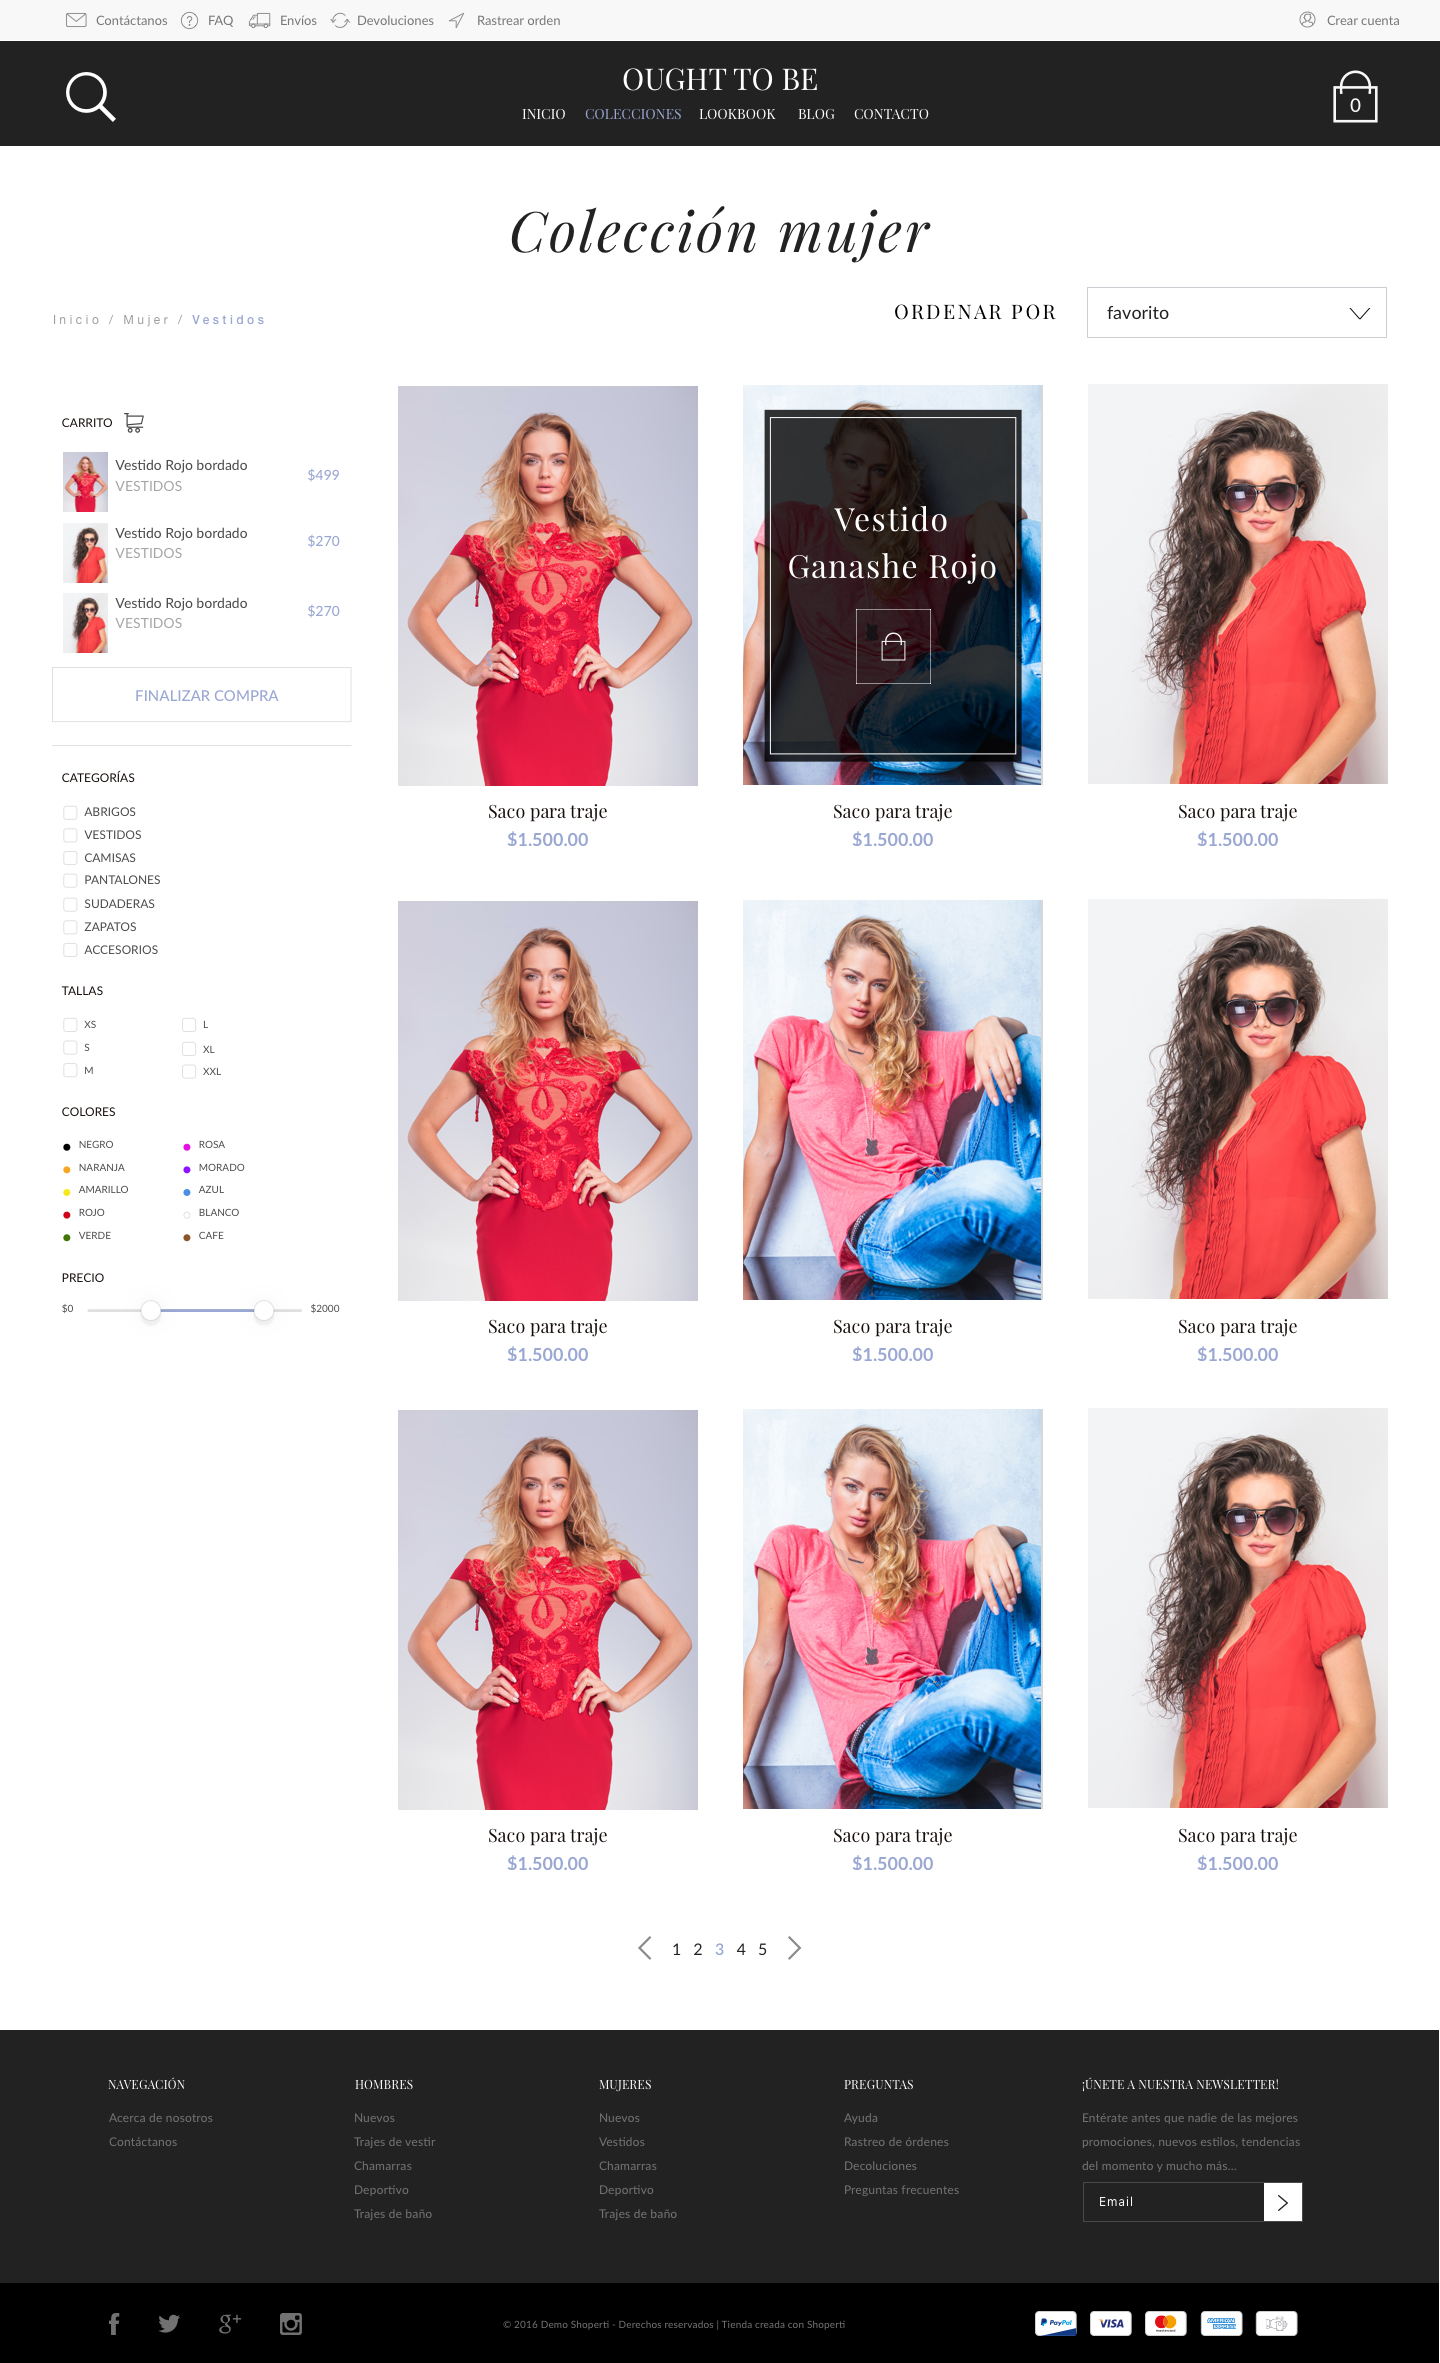 Contáctanos FAQ Envíos Devoluciones Rastrear orden Crear cuenta
OUGHT TO BE
INICIO COLECCIONES LOOKBOOK BLOG CONTACTO
0
Colección mujer
Inicio / Mujer / Vestidos
ORDENAR POR favorito
CARRITO
Vestido Rojo bordado
VESTIDOS
$499
Vestido Rojo bordado
VESTIDOS
$270
Vestido Rojo bordado
VESTIDOS
$270
FINALIZAR COMPRA
CATEGORÍAS
ABRIGOS
VESTIDOS
CAMISAS
PANTALONES
SUDADERAS
ZAPATOS
ACCESORIOS
TALLAS
XS L
S XL
M XXL
COLORES
NEGRO ROSA
NARANJA MORADO
AMARILLO AZUL
ROJO BLANCO
VERDE CAFE
PRECIO
$0 $2000
Vestido
Ganashe Rojo
Saco para traje Saco para traje Saco para traje
$1.500.00 $1.500.00 $1.500.00
Saco para traje Saco para traje Saco para traje
$1.500.00 $1.500.00 $1.500.00
Saco para traje Saco para traje Saco para traje
$1.500.00 $1.500.00 $1.500.00
1 2 3 4 5
NAVEGACIÓN
Acerca de nosotros
Contáctanos
HOMBRES
Nuevos
Trajes de vestir
Chamarras
Deportivo
Trajes de baño
MUJERES
Nuevos
Vestidos
Chamarras
Deportivo
Trajes de baño
PREGUNTAS
Ayuda
Rastreo de órdenes
Decoluciones
Preguntas frecuentes
¡ÚNETE A NUESTRA NEWSLETTER!
Entérate antes que nadie de las mejores
promociones, nuevos estilos, tendencias
del momento y mucho más...
Email
© 2016 Demo Shoperti - Derechos reservados | Tienda creada con Shoperti
PayPal VISA mastercard AMERICAN EXPRESS